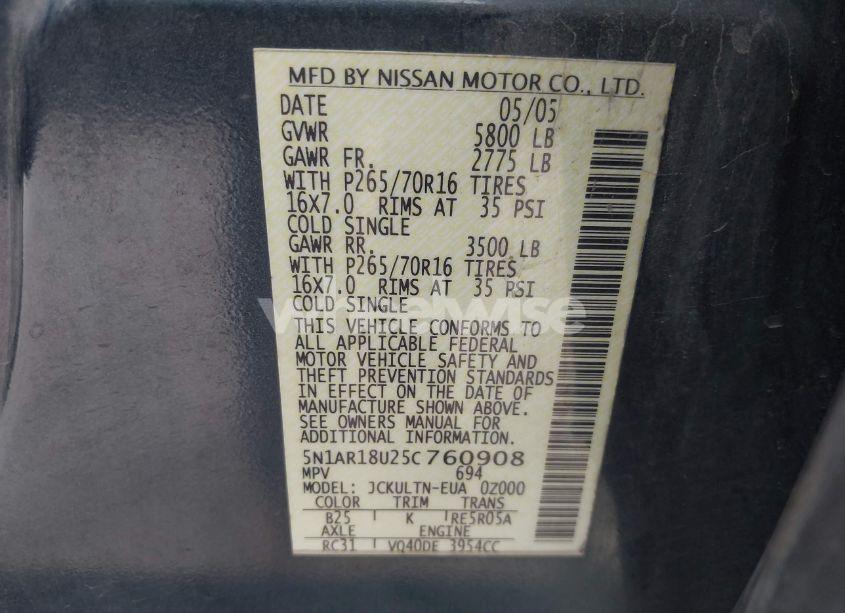 MFD BY NISSAN MOTOR CO., LTD.
DATE 05/05
GVWR 5800 LB
GAWR FR. 2775 LB
WITH P265/70R16 TIRES
16X7.0 RIMS AT 35 PSI
COLD SINGLE
GAWR RR. 3500 LB
WITH P265/70R16 TIRES
16X7.0 RIMS AT 35 PSI
COLD SINGLE
THIS VEHICLE CONFORMS TO
ALL APPLICABLE FEDERAL
MOTOR VEHICLE SAFETY AND
THEFT PREVENTION STANDARDS
IN EFFECT ON THE DATE OF
MANUFACTURE SHOWN ABOVE.
SEE OWNERS MANUAL FOR
ADDITIONAL INFORMATION.
5N1AR18U25C760908
MPV 694
MODEL: JCKULTN-EUA 0Z000
COLOR TRIM TRANS
B25 K RE5R05A
AXLE ENGINE
RC31 VQ40DE 3954CC